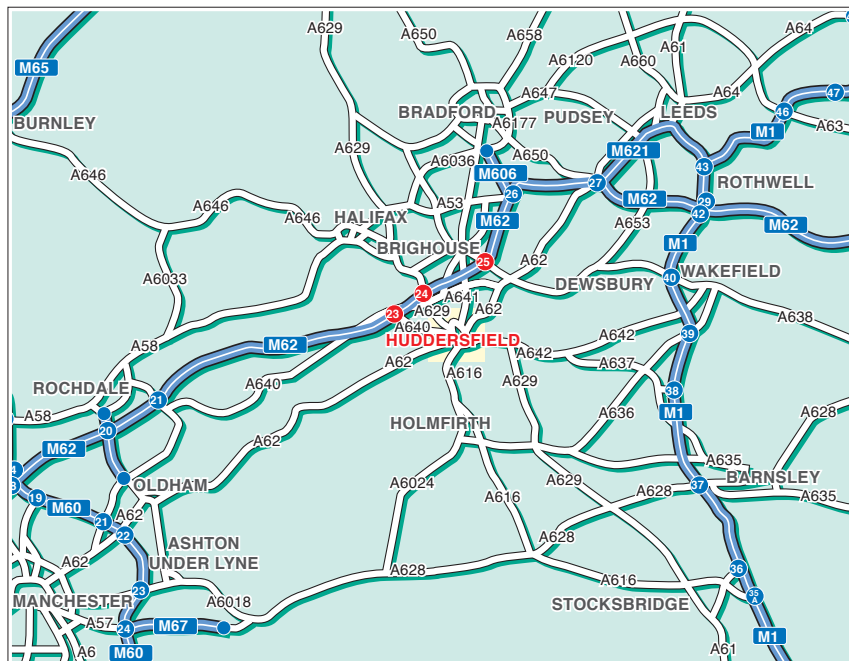 A629
A650
A658
A64
A61
M65
A6120
A660
A647
A64
47
BRADFORD
PUDSEY
LEEDS
46
BURNLEY
A6177
M1
A63
A629
M621
A6036
A650
43
A646
M606
27
ROTHWELL
26
29
A646
A53
M62
42
A646
HALIFAX
M62
A653
M62
BRIGHOUSE
M1
25
A62
A6033
DEWSBURY
40
WAKEFIELD
24
A641
A629
A62
23
A638
A640
39
A642
M62
HUDDERSFIELD
A58
A62
A642
A637
A616
A629
ROCHDALE
A640
21
38
A58
M1
A628
20
HOLMFIRTH
A636
M62
A62
4
A635
BARNSLEY
3
OLDHAM
A6024
A629
A628
37
19
A616
A635
M60
A62
21
22
A628
A62
ASHTON
UNDER LYNE
A628
36
A616
23
35
A
MANCHESTER
A6018
STOCKSBRIDGE
A57
24
M67
A6
M60
A61
M1